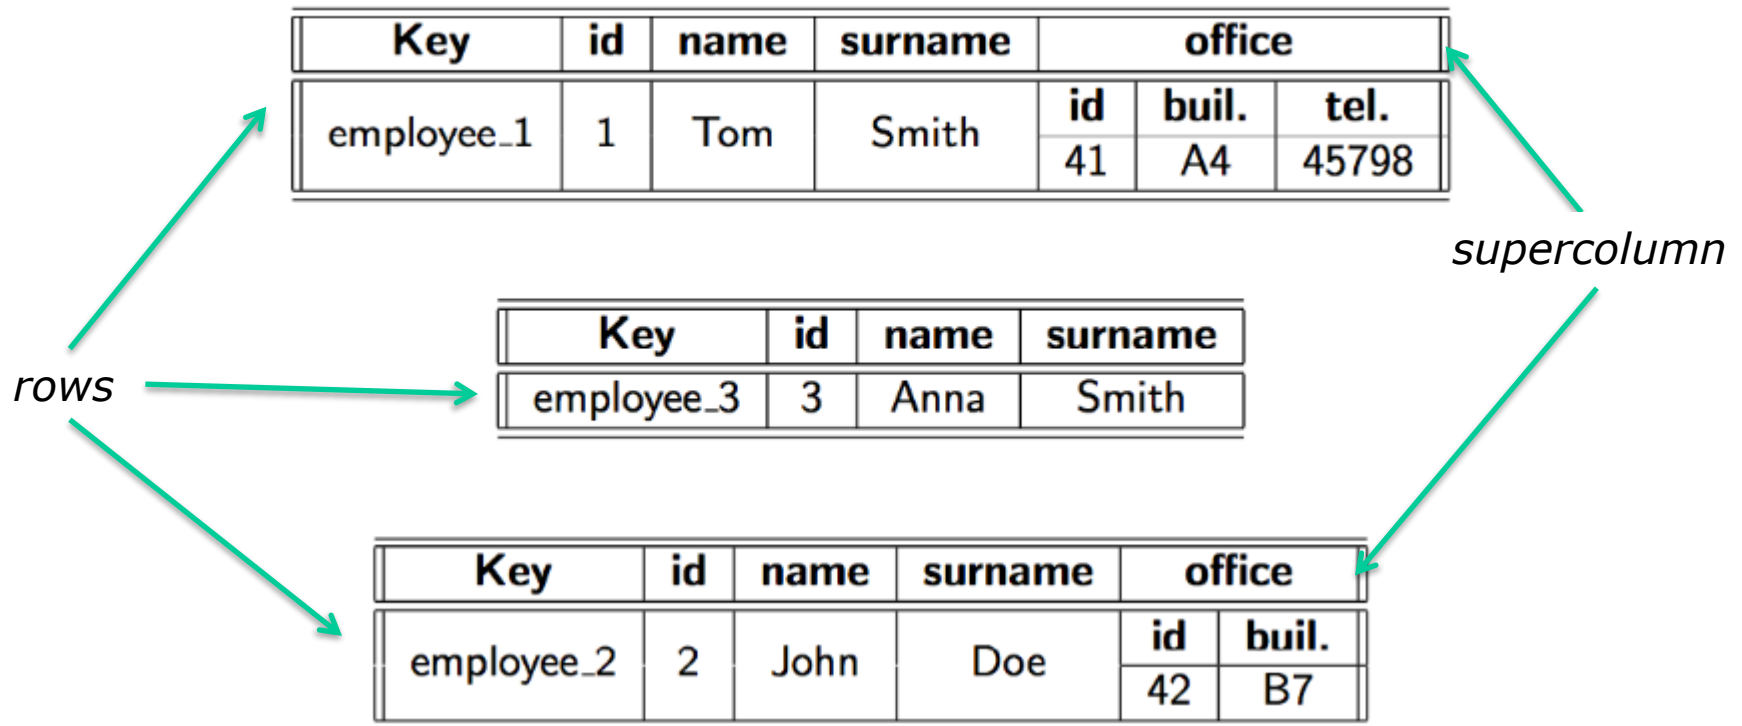 Key id name surname office
id buil. tel.
employee_1 1 Tom Smith
41 A4 45798
supercolumn
Key id name surname
rows
employee_3 3 Anna Smith
Key id name surname office
id buil.
employee_2 2 John Doe
42 B7